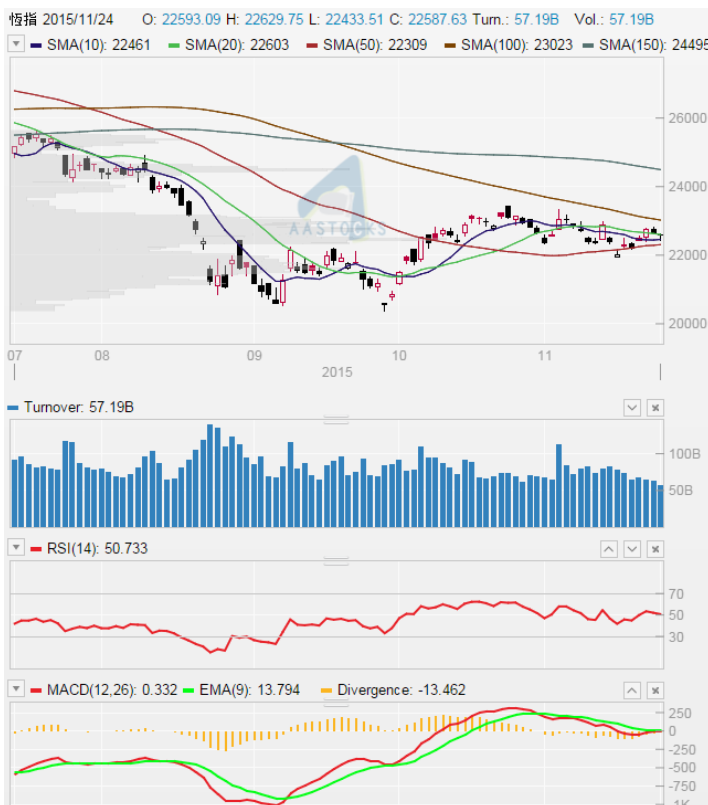 恆指 2015/11/24 O: 22593.09 H: 22629.75 L: 22433.51 C: 22587.63 Turn.: 57.19B Vol.: 57.19B
SMA(10): 22461 SMA(20): 22603 SMA(50): 22309 SMA(100): 23023 SMA(150): 24495
26000
24000
AASTOCKS
22000
20000
07 08 09 10 11
2015
Turnover: 57.19B
100B
50B
RSI(14): 50.733
70
50
30
MACD(12,26): 0.332 EMA(9): 13.794 Divergence: -13.462
250
0
-250
-500
-750
-1K